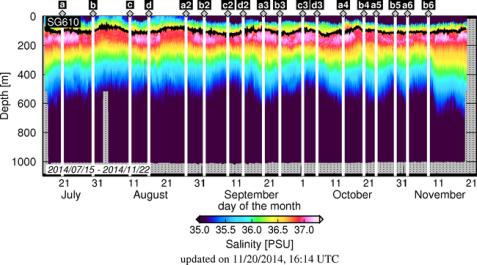 a b c d a2 b2 c2 d2 a3 b3 c3 d3 a4 b4 a5 b5 a6 b6
SG610
0
200
400
600
800
1000
Depth [m]
2014/07/15 - 2014/11/22
21 31 11 21 31 11 21 1 11 21 31 11 21
July August September October November
day of the month
35.0 35.5 36.0 36.5 37.0
Salinity [PSU]
updated on 11/20/2014, 16:14 UTC